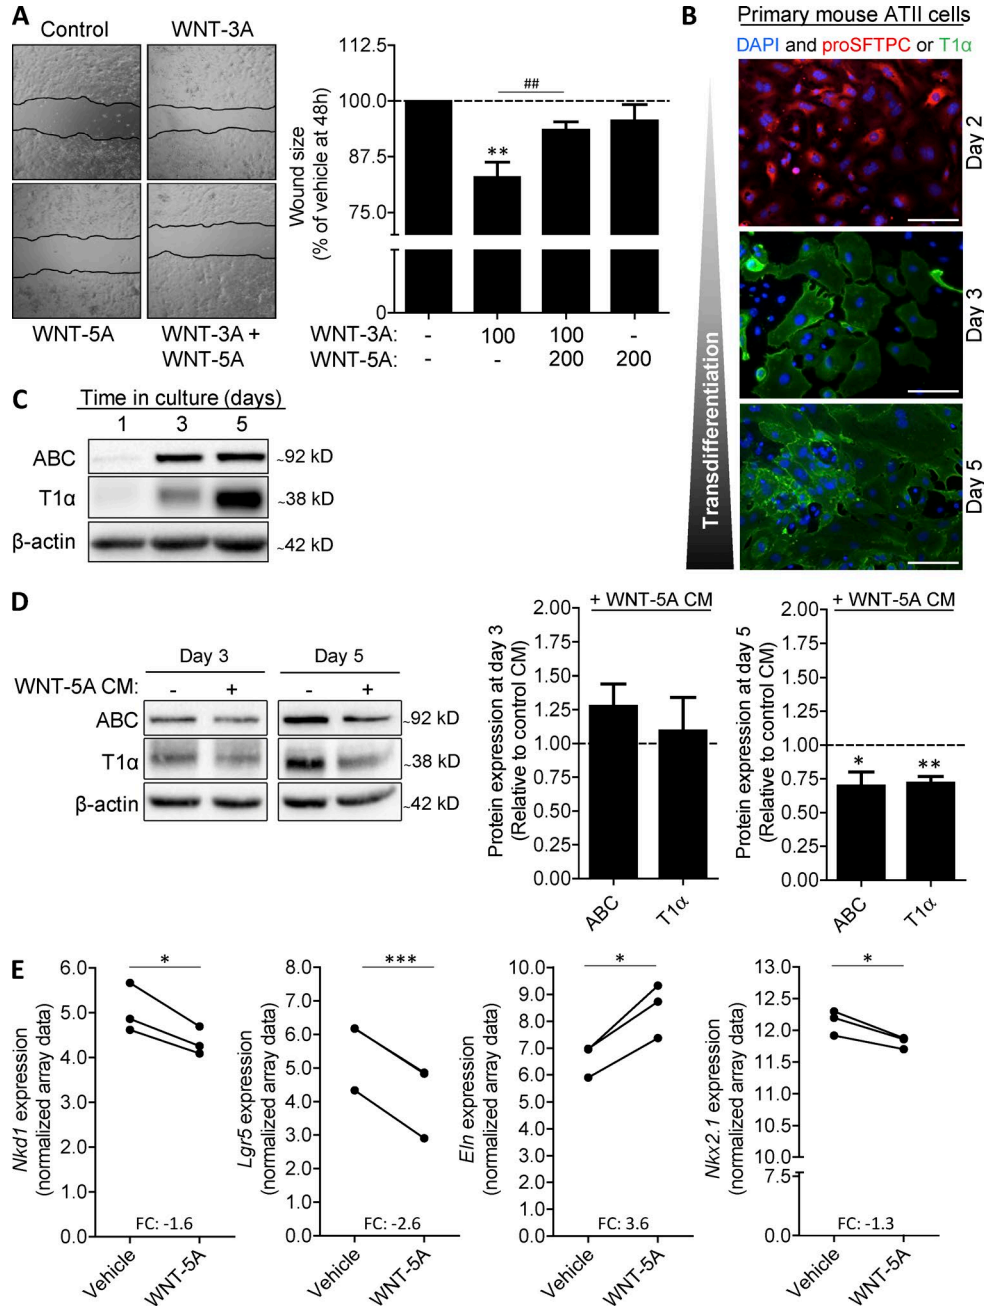 A
Control
WNT-3A
WNT-5A
WNT-3A +
WNT-5A
Wound size
(% of vehicle at 48h)
112.5
100.0
87.5
75.0
0
##
**
WNT-3A: - 100 100 -
WNT-5A: - - 200 200
B
Primary mouse ATII cells
DAPI and proSFTPC or T1α
Day 2
Day 3
Day 5
Transdifferentiation
C
Time in culture (days)
1 3 5
ABC ~92 kD
T1α ~38 kD
β-actin ~42 kD
D
Day 3 Day 5
WNT-5A CM: - + - +
ABC ~92 kD
T1α ~38 kD
β-actin ~42 kD
Protein expression at day 3
(Relative to control CM)
+ WNT-5A CM
2.00
1.75
1.50
1.25
1.00
0.75
0.50
0.25
0.00
ABC
T1α
Protein expression at day 5
(Relative to control CM)
+ WNT-5A CM
2.00
1.75
1.50
1.25
1.00
0.75
0.50
0.25
0.00
*
**
ABC
T1α
E
Nkd1 expression
(normalized array data)
6.0
5.0
4.0
3.0
2.0
1.0
0.0
*
FC: -1.6
Vehicle
WNT-5A
Lgr5 expression
(normalized array data)
8.0
7.0
6.0
5.0
4.0
3.0
2.0
1.0
0.0
***
FC: -2.6
Vehicle
WNT-5A
Eln expression
(normalized array data)
10.0
9.0
8.0
7.0
6.0
5.0
4.0
3.0
2.0
1.0
0.0
*
FC: 3.6
Vehicle
WNT-5A
Nkx2.1 expression
(normalized array data)
13.0
12.5
12.0
11.5
11.0
10.5
10.0
7.5
0.0
*
FC: -1.3
Vehicle
WNT-5A